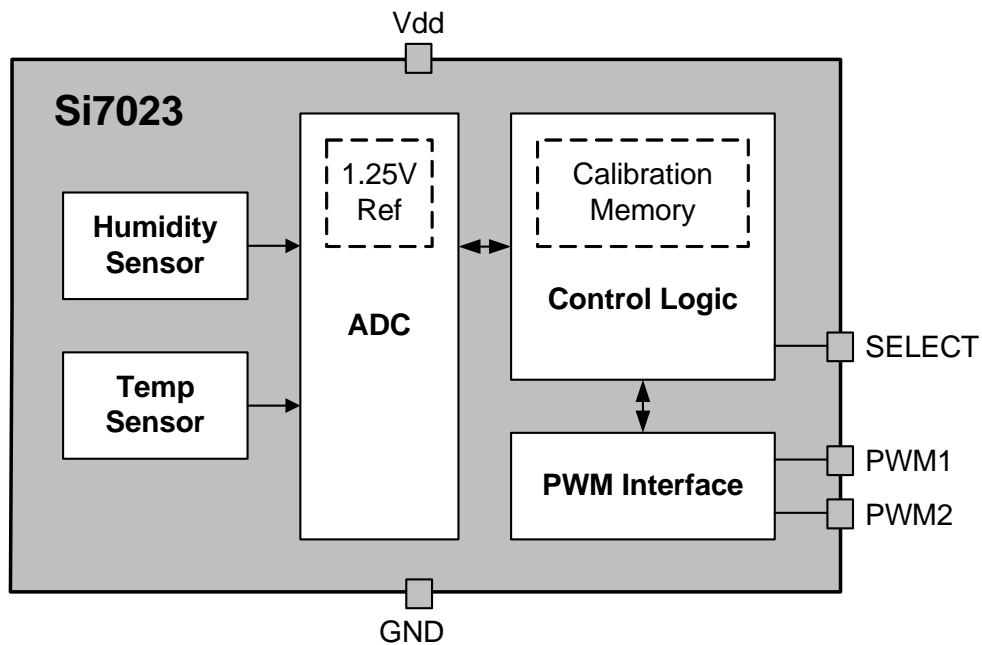 Vdd
Si7023
1.25V
Ref
Calibration
Memory
Humidity
Sensor
Control Logic
ADC
SELECT
Temp
Sensor
PWM Interface
PWM1
PWM2
GND